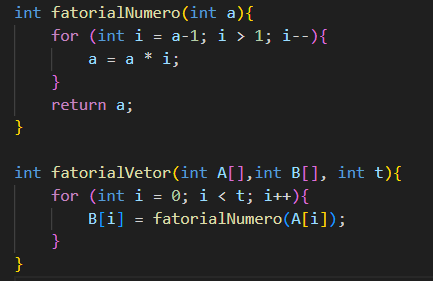 int fatorialNumero(int a){
    for (int i = a-1; i > 1; i--){
        a = a * i;
    }
    return a;
}

int fatorialVetor(int A[],int B[], int t){
    for (int i = 0; i < t; i++){
        B[i] = fatorialNumero(A[i]);
    }
}